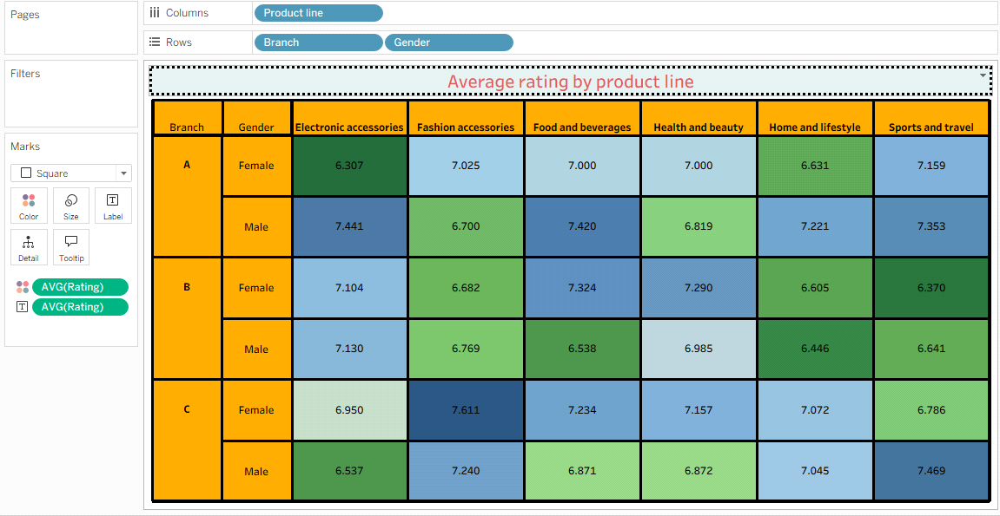 Pages
Columns
Product line
Rows
Branch Gender
Filters
Average rating by product line
Branch Gender Electronic accessories Fashion accessories Food and beverages Health and beauty Home and lifestyle Sports and travel
Marks
Square
Color Size Label
Detail Tooltip
AVG(Rating)
T AVG(Rating)
A Female 6.307 7.025 7.000 7.000 6.631 7.159
Male 7.441 6.700 7.420 6.819 7.221 7.353
B Female 7.104 6.682 7.324 7.290 6.605 6.370
Male 7.130 6.769 6.538 6.985 6.446 6.641
C Female 6.950 7.611 7.234 7.157 7.072 6.786
Male 6.537 7.240 6.871 6.872 7.045 7.469